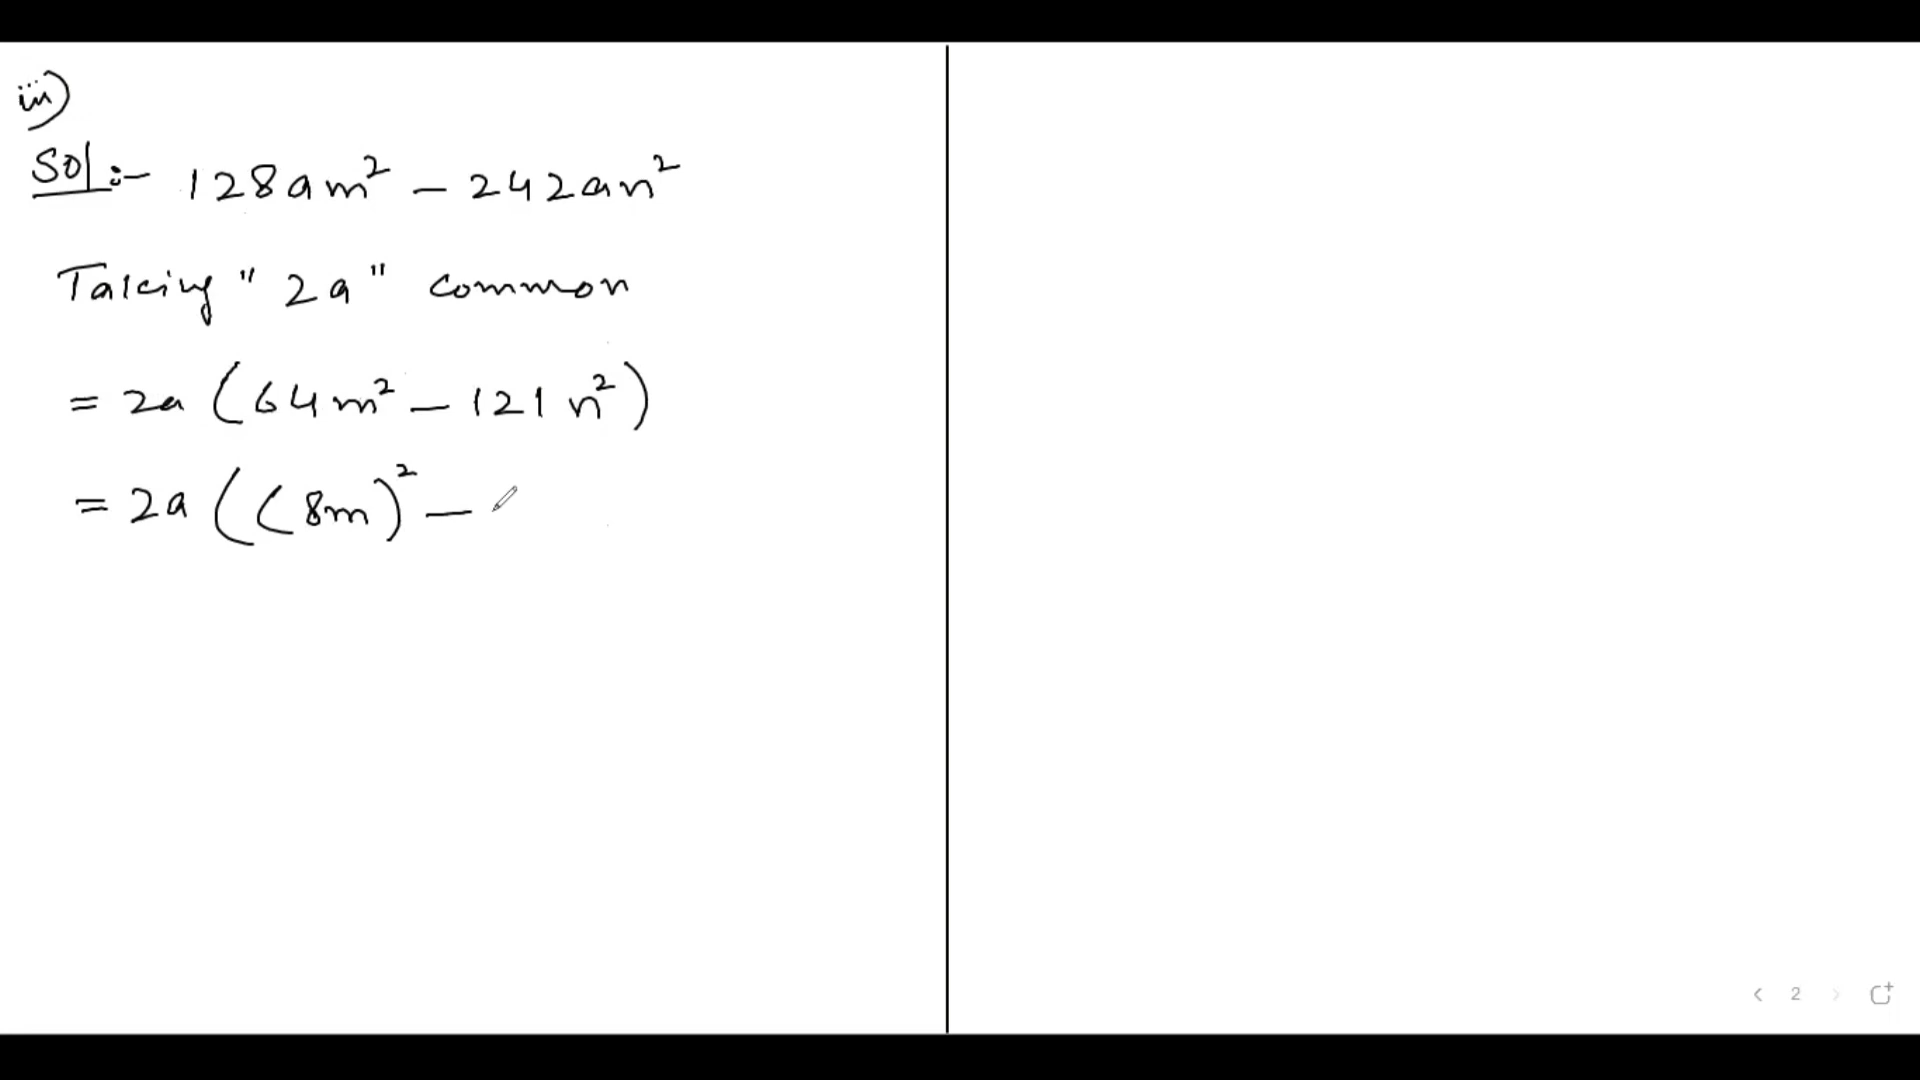 iii)
Sol:- 128am² - 242an²
Taking "2a" common
= 2a (64m² - 121n²)
= 2a ((8m)² -
2